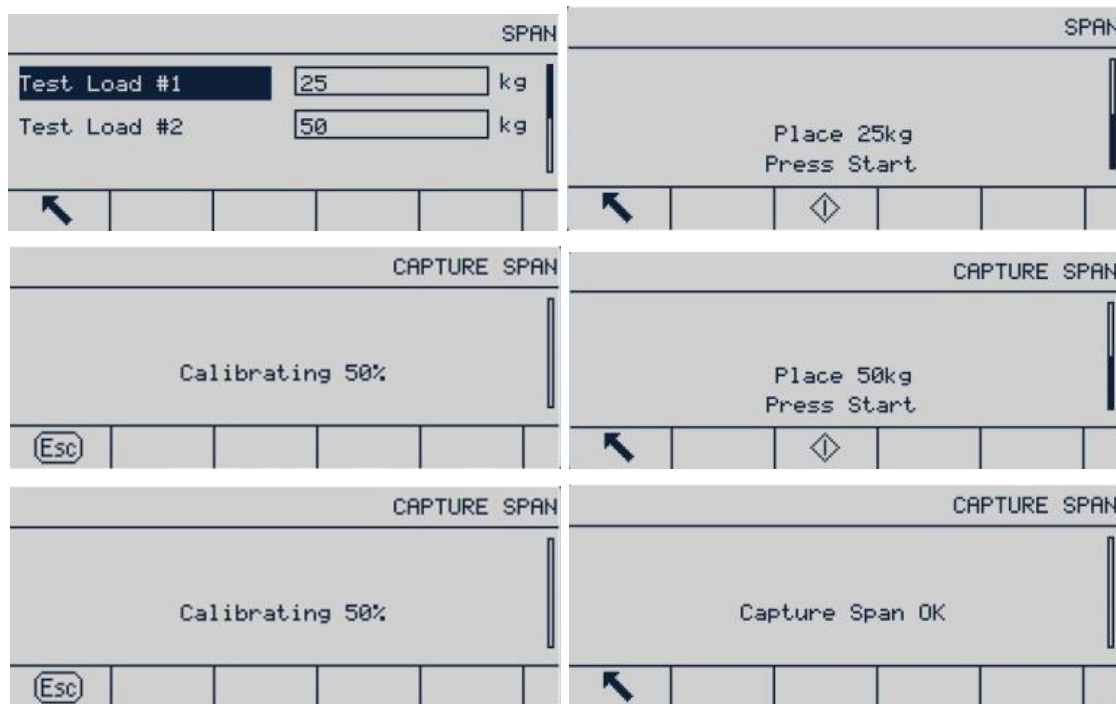 SPAN
Test Load #1 25 kg
Test Load #2 50 kg
SPAN
Place 25kg
Press Start
CAPTURE SPAN
Calibrating 50%
Esc
CAPTURE SPAN
Place 50kg
Press Start
CAPTURE SPAN
Calibrating 50%
Esc
CAPTURE SPAN
Capture Span OK